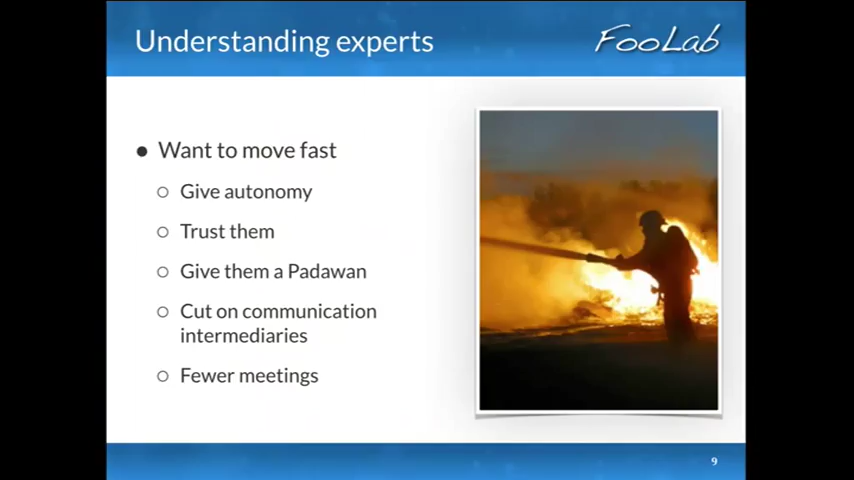 Understanding experts
FooLab
● Want to move fast
○ Give autonomy
○ Trust them
○ Give them a Padawan
○ Cut on communication
intermediaries
○ Fewer meetings
9